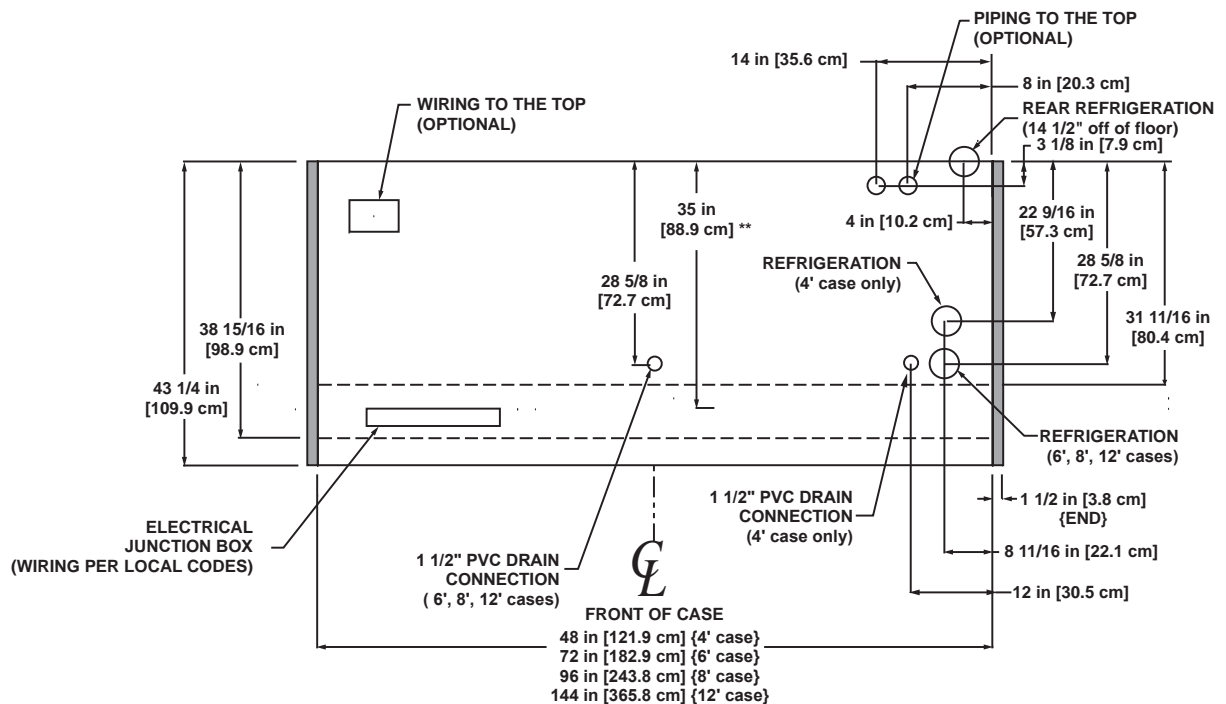 PIPING TO THE TOP
(OPTIONAL)
14 in [35.6 cm]
8 in [20.3 cm]
WIRING TO THE TOP
(OPTIONAL)
REAR REFRIGERATION
(14 1/2" off of floor)
3 1/8 in [7.9 cm]
35 in
[88.9 cm] **
4 in [10.2 cm]
22 9/16 in
[57.3 cm]
REFRIGERATION
(4' case only)
28 5/8 in
[72.7 cm]
28 5/8 in
[72.7 cm]
38 15/16 in
[98.9 cm]
31 11/16 in
[80.4 cm]
43 1/4 in
[109.9 cm]
REFRIGERATION
(6', 8', 12' cases)
1 1/2" PVC DRAIN
CONNECTION
(4' case only)
1 1/2 in [3.8 cm]
{END}
ELECTRICAL
JUNCTION BOX
(WIRING PER LOCAL CODES)
1 1/2" PVC DRAIN
CONNECTION
( 6', 8', 12' cases)
8 11/16 in [22.1 cm]
CL
12 in [30.5 cm]
FRONT OF CASE
48 in [121.9 cm] {4' case}
72 in [182.9 cm] {6' case}
96 in [243.8 cm] {8' case}
144 in [365.8 cm] {12' case}